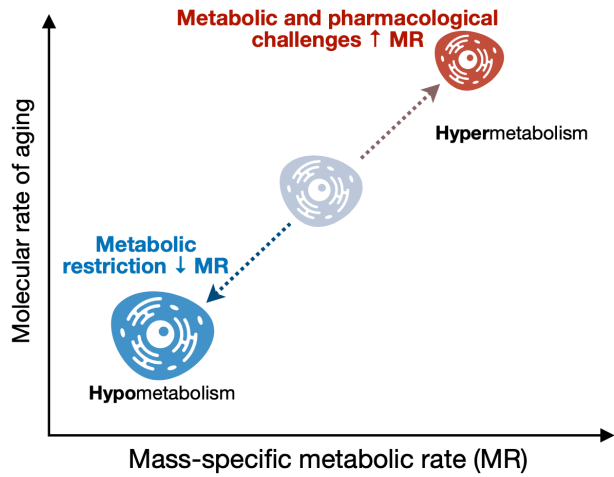 Metabolic and pharmacological
challenges ↑ MR
Hypermetabolism
Molecular rate of aging
Metabolic
restriction ↓ MR
Hypometabolism
Mass-specific metabolic rate (MR)